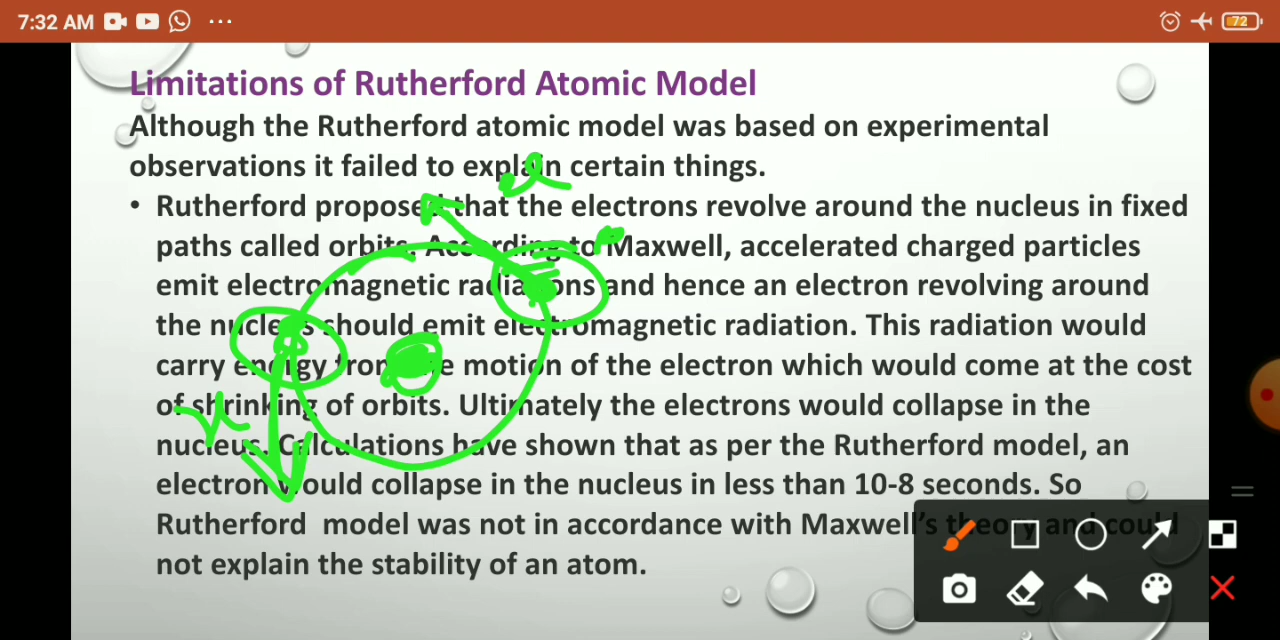 7:32 AM
72
Limitations of Rutherford Atomic Model
Although the Rutherford atomic model was based on experimental
observations it failed to explain certain things.
• Rutherford proposed that the electrons revolve around the nucleus in fixed
paths called orbits. According to Maxwell, accelerated charged particles
emit electromagnetic radiations and hence an electron revolving around
the nucleus should emit electromagnetic radiation. This radiation would
carry energy from the motion of the electron which would come at the cost
of shrinking of orbits. Ultimately the electrons would collapse in the
nucleus. Calculations have shown that as per the Rutherford model, an
electron would collapse in the nucleus in less than 10-8 seconds. So
Rutherford model was not in accordance with Maxwell's theory and could
not explain the stability of an atom.